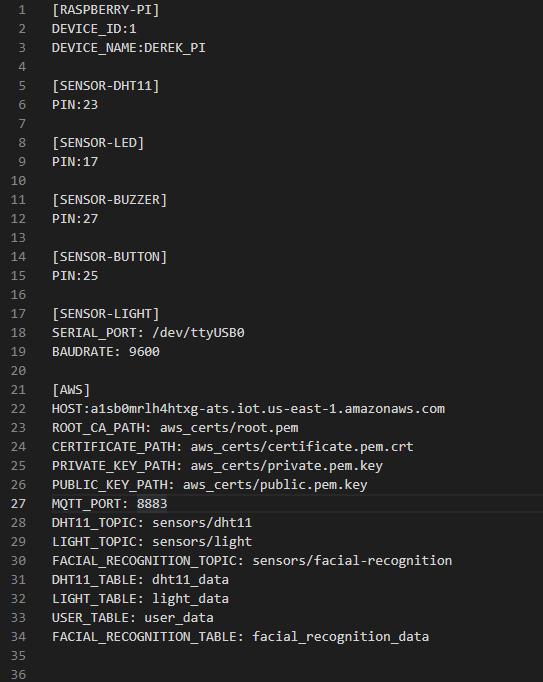 1 [RASPBERRY-PI]
2 DEVICE_ID:1
3 DEVICE_NAME:DEREK_PI
4
5 [SENSOR-DHT11]
6 PIN:23
7
8 [SENSOR-LED]
9 PIN:17
10
11 [SENSOR-BUZZER]
12 PIN:27
13
14 [SENSOR-BUTTON]
15 PIN:25
16
17 [SENSOR-LIGHT]
18 SERIAL_PORT: /dev/ttyUSB0
19 BAUDRATE: 9600
20
21 [AWS]
22 HOST:a1sb0mrlh4htxg-ats.iot.us-east-1.amazonaws.com
23 ROOT_CA_PATH: aws_certs/root.pem
24 CERTIFICATE_PATH: aws_certs/certificate.pem.crt
25 PRIVATE_KEY_PATH: aws_certs/private.pem.key
26 PUBLIC_KEY_PATH: aws_certs/public.pem.key
27 MQTT_PORT: 8883
28 DHT11_TOPIC: sensors/dht11
29 LIGHT_TOPIC: sensors/light
30 FACIAL_RECOGNITION_TOPIC: sensors/facial-recognition
31 DHT11_TABLE: dht11_data
32 LIGHT_TABLE: light_data
33 USER_TABLE: user_data
34 FACIAL_RECOGNITION_TABLE: facial_recognition_data
35
36